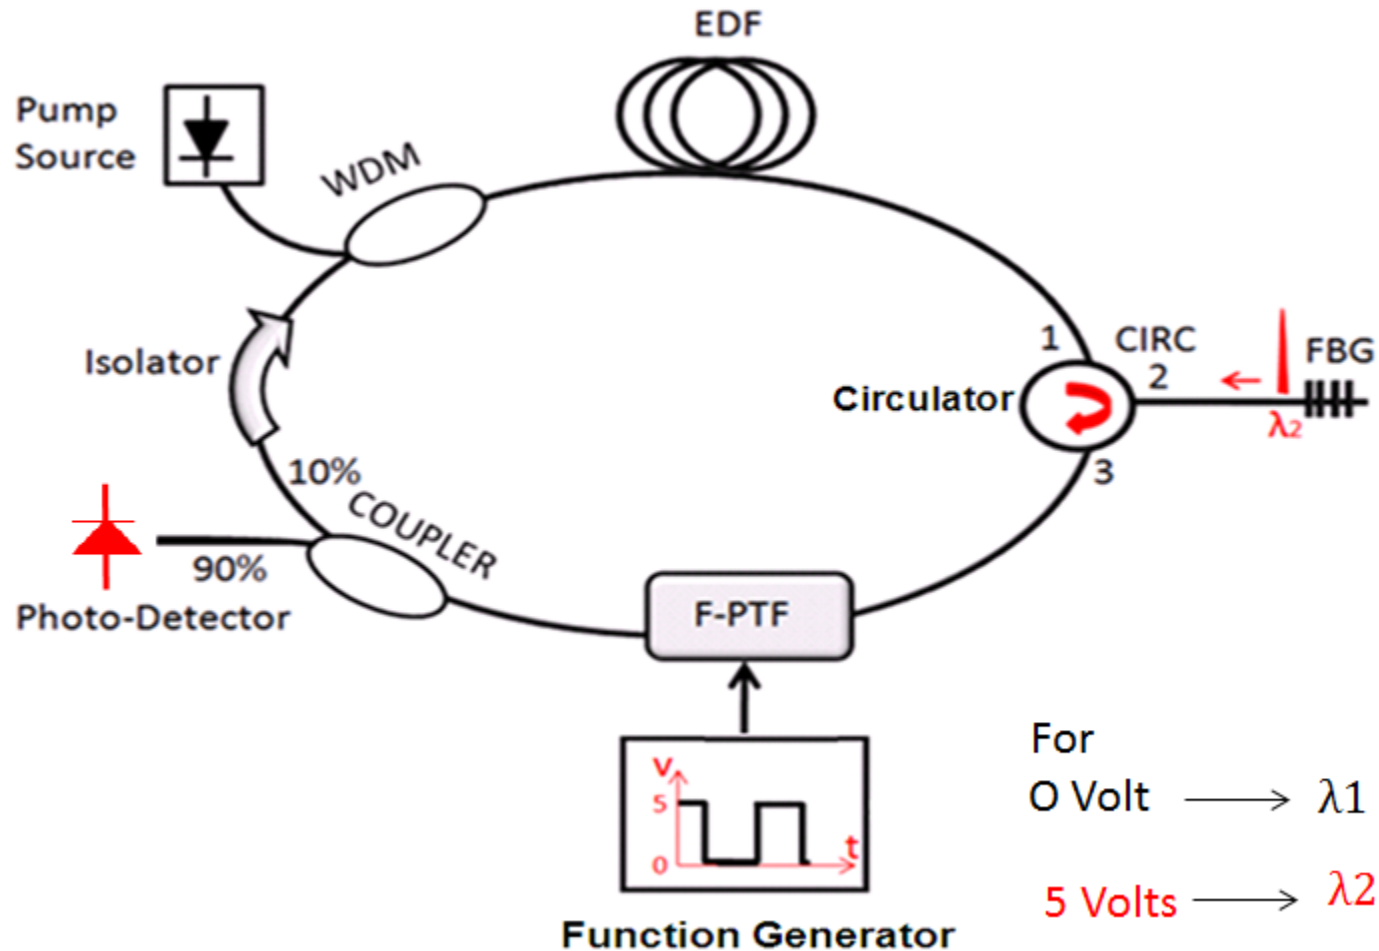 EDF
Pump
Source
WDM
1
CIRC
2
FBG
Isolator
Circulator
λ2
3
10%
COUPLER
90%
Photo-Detector
F-PTF
V
5
0
t
Function Generator
For
O Volt λ1
5 Volts λ2